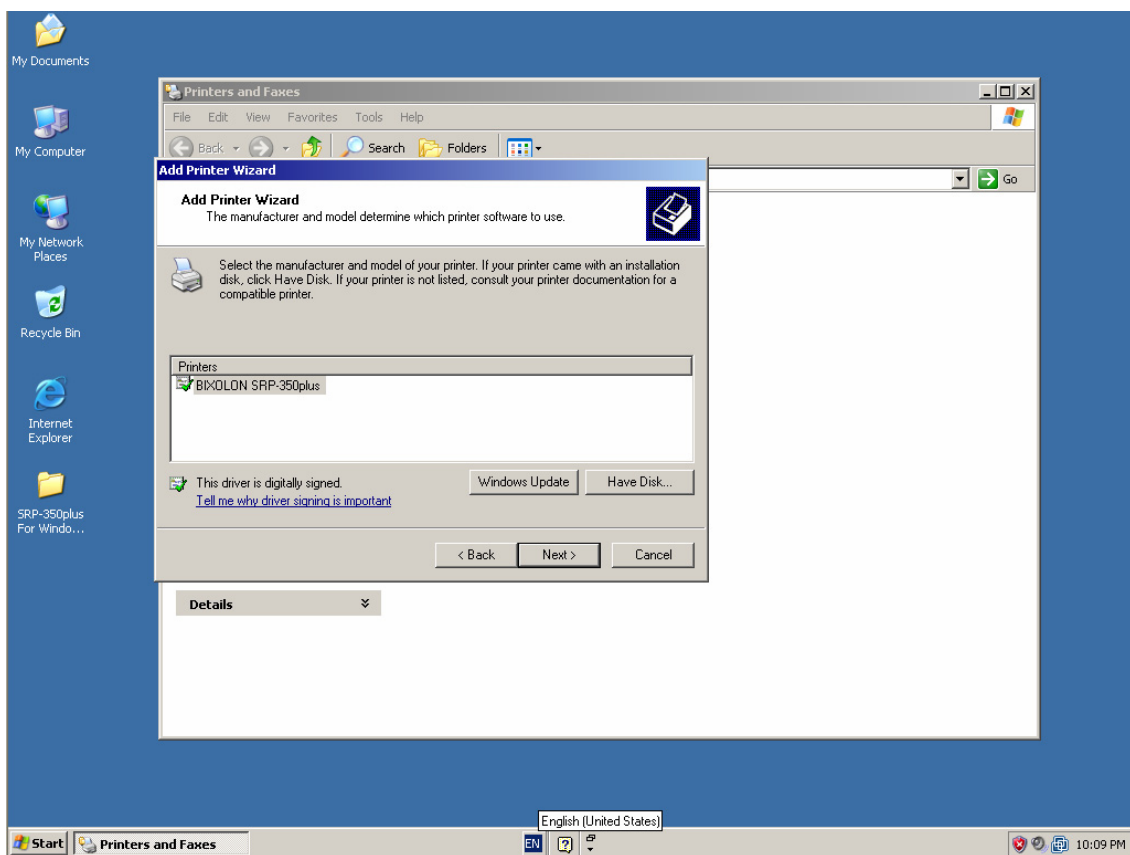 My Documents
My Computer
My Network
Places
Recycle Bin
Internet
Explorer
SRP-350plus
For Windo...
Printers and Faxes
File Edit View Favorites Tools Help
Back Search Folders
Go
Add Printer Wizard
Add Printer Wizard
The manufacturer and model determine which printer software to use.
Select the manufacturer and model of your printer. If your printer came with an installation
disk, click Have Disk. If your printer is not listed, consult your printer documentation for a
compatible printer.
Printers
BIXOLON SRP-350plus
This driver is digitally signed.
Tell me why driver signing is important
Windows Update Have Disk...
< Back Next > Cancel
Details
English (United States)
Start Printers and Faxes EN 10:09 PM